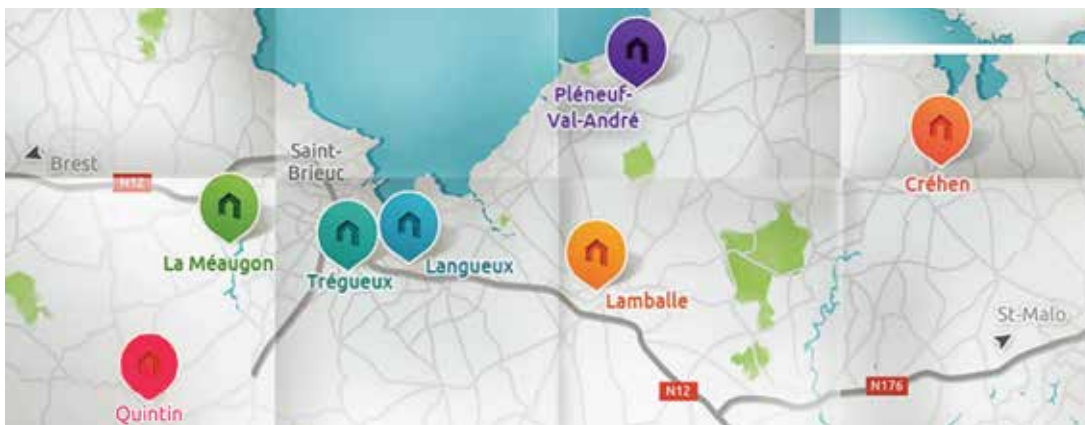 Pléneuf-
Val-André
Saint-
Brieuc
Brest
N12
Créhen
La Méaugon
Trégueux
Langueux
Lamballe
St-Malo
Quintin
N12
N176